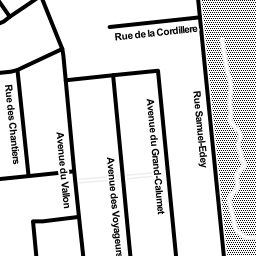 Rue de la Cordillere
Rue des Chantiers
Avenue du Vallon
Avenue des Voyageurs
Avenue du Grand-Calumet
Rue Samuel-Edey